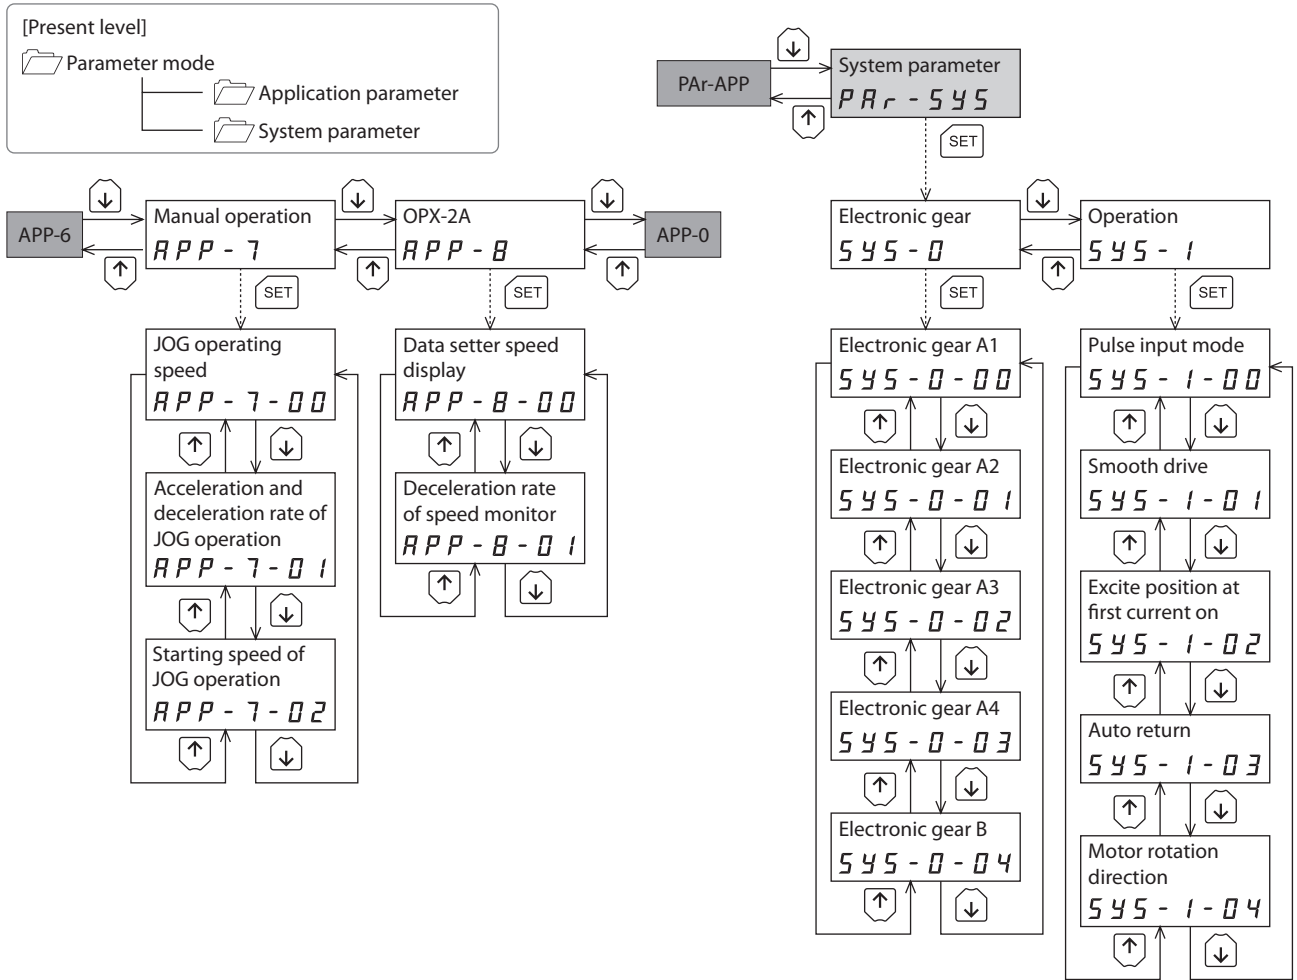 [Present level]
Parameter mode
Application parameter
System parameter
PAr-APP
System parameter
PAr-SYS
SET
APP-6
Manual operation
APP-7
OPX-2A
APP-8
APP-0
SET
SET
JOG operating
speed
APP-7-00
Acceleration and
deceleration rate of
JOG operation
APP-7-01
Starting speed of
JOG operation
APP-7-02
Data setter speed
display
APP-8-00
Deceleration rate
of speed monitor
APP-8-01
Electronic gear
SYS-0
SET
Operation
SYS-1
SET
Electronic gear A1
SYS-0-00
Electronic gear A2
SYS-0-01
Electronic gear A3
SYS-0-02
Electronic gear A4
SYS-0-03
Electronic gear B
SYS-0-04
Pulse input mode
SYS-1-00
Smooth drive
SYS-1-01
Excite position at
first current on
SYS-1-02
Auto return
SYS-1-03
Motor rotation
direction
SYS-1-04